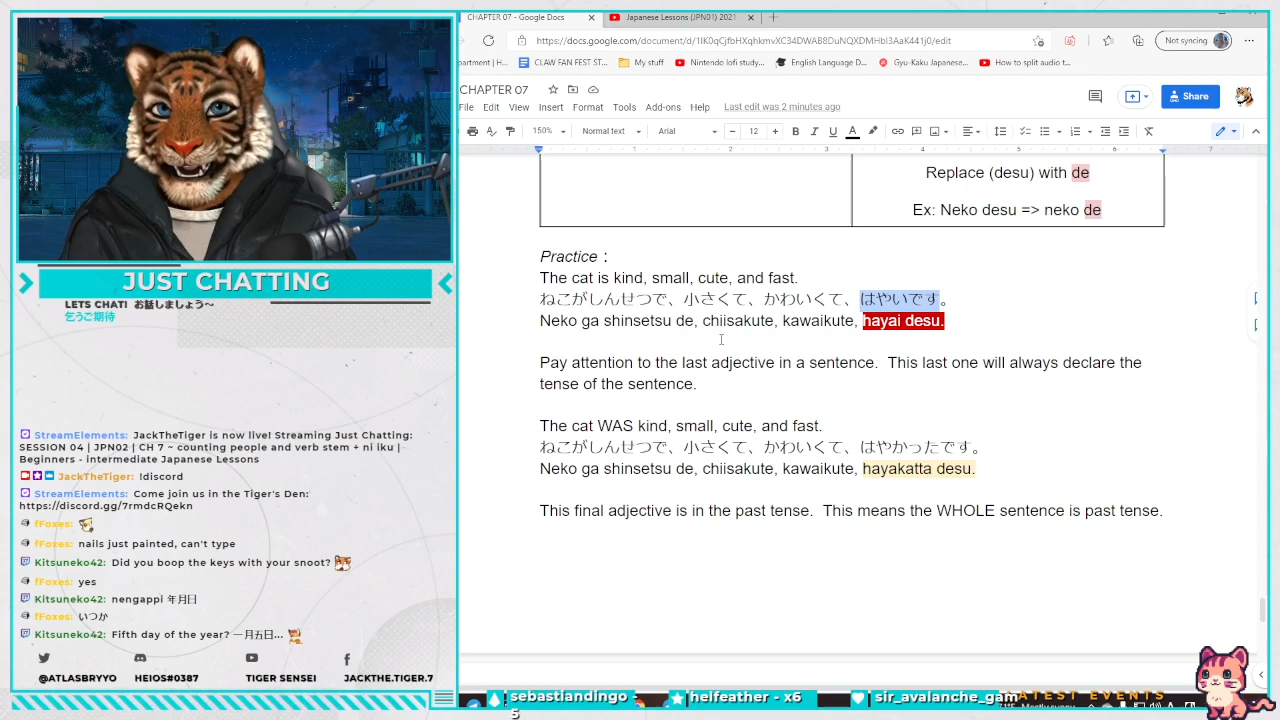 CHAPTER 07 - Google Docs
Japanese Lessons (JPN01) 2021
Not syncing
CLAW FAN FEST ST...
My stuff
Nintendo lofi study...
English Language D...
Gyu-Kaku Japanese...
How to split audio t...
CHAPTER 07
Edit View Insert Format Tools Add-ons Help Last edit was 2 minutes ago
Share
150% Normal text Arial
Replace (desu) with de
Ex: Neko desu => neko de
Practice :
The cat is kind, small, cute, and fast.
ねこがしんせつで、小さくて、かわいくて、はやいです。
Neko ga shinsetsu de, chiisakute, kawaikute, hayai desu.
Pay attention to the last adjective in a sentence. This last one will always declare the
tense of the sentence.
The cat WAS kind, small, cute, and fast.
ねこがしんせつで、小さくて、かわいくて、はやかったです。
Neko ga shinsetsu de, chiisakute, kawaikute, hayakatta desu.
This final adjective is in the past tense. This means the WHOLE sentence is past tense.
JUST CHATTING
LETS CHAT! お話しましょう～
乞うご期待
StreamElements: JackTheTiger is now live! Streaming Just Chatting:
SESSION 04 | JPN02 | CH 7 ~ counting people and verb stem + ni iku |
Beginners - intermediate Japanese Lessons
JackTheTiger: !discord
StreamElements: Come join us in the Tiger's Den:
https://discord.gg/7rmdcRQekn
fFoxes:
fFoxes: nails just painted, can't type
Kitsuneko42: Did you boop the keys with your snoot?
fFoxes: yes
Kitsuneko42: nengappi 年月日
fFoxes: いつか
Kitsuneko42: Fifth day of the year? 一月五日...
@ATLASBRYYO HEIOS#0387 TIGER SENSEI JACKTHE.TIGER.7
sebastiandingo -
5